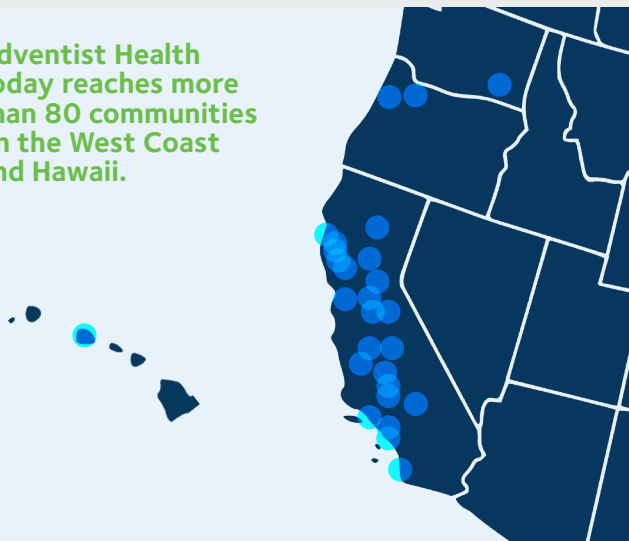 dventist Health
oday reaches more
han 80 communities
n the West Coast
nd Hawaii.